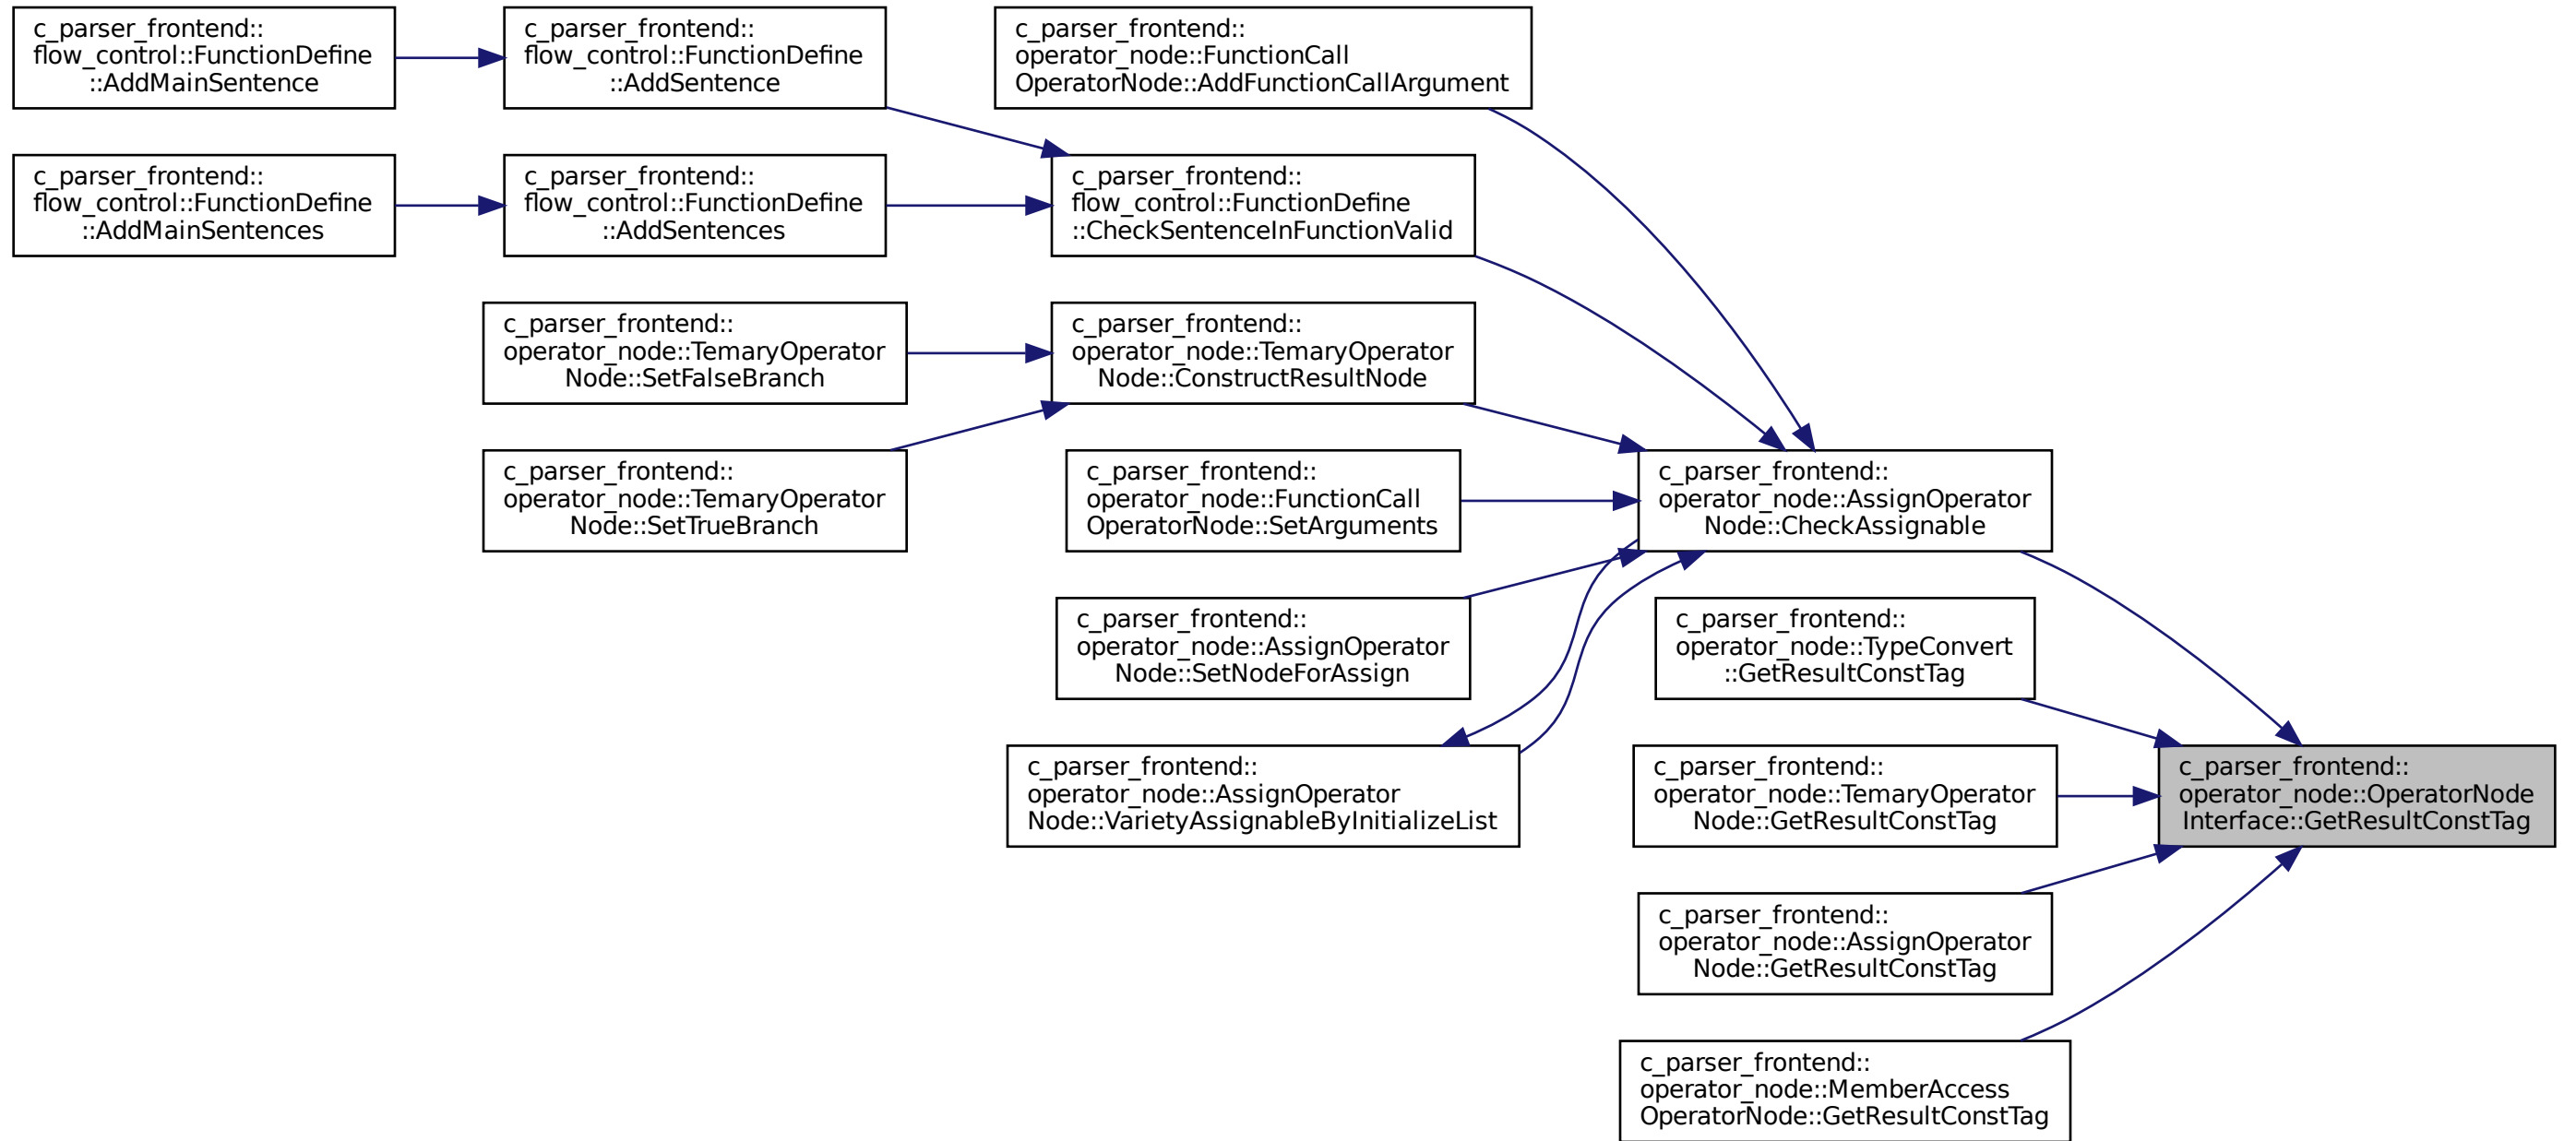 c_parser_frontend::
flow_control::FunctionDefine
::AddMainSentence
c_parser_frontend::
flow_control::FunctionDefine
::AddSentence
c_parser_frontend::
operator_node::FunctionCall
OperatorNode::AddFunctionCallArgument
c_parser_frontend::
flow_control::FunctionDefine
::AddMainSentences
c_parser_frontend::
flow_control::FunctionDefine
::AddSentences
c_parser_frontend::
flow_control::FunctionDefine
::CheckSentenceInFunctionValid
c_parser_frontend::
operator_node::TemaryOperator
Node::SetFalseBranch
c_parser_frontend::
operator_node::TemaryOperator
Node::ConstructResultNode
c_parser_frontend::
operator_node::TemaryOperator
Node::SetTrueBranch
c_parser_frontend::
operator_node::FunctionCall
OperatorNode::SetArguments
c_parser_frontend::
operator_node::AssignOperator
Node::CheckAssignable
c_parser_frontend::
operator_node::AssignOperator
Node::SetNodeForAssign
c_parser_frontend::
operator_node::TypeConvert
::GetResultConstTag
c_parser_frontend::
operator_node::AssignOperator
Node::VarietyAssignableByInitializeList
c_parser_frontend::
operator_node::TemaryOperator
Node::GetResultConstTag
c_parser_frontend::
operator_node::OperatorNode
Interface::GetResultConstTag
c_parser_frontend::
operator_node::AssignOperator
Node::GetResultConstTag
c_parser_frontend::
operator_node::MemberAccess
OperatorNode::GetResultConstTag